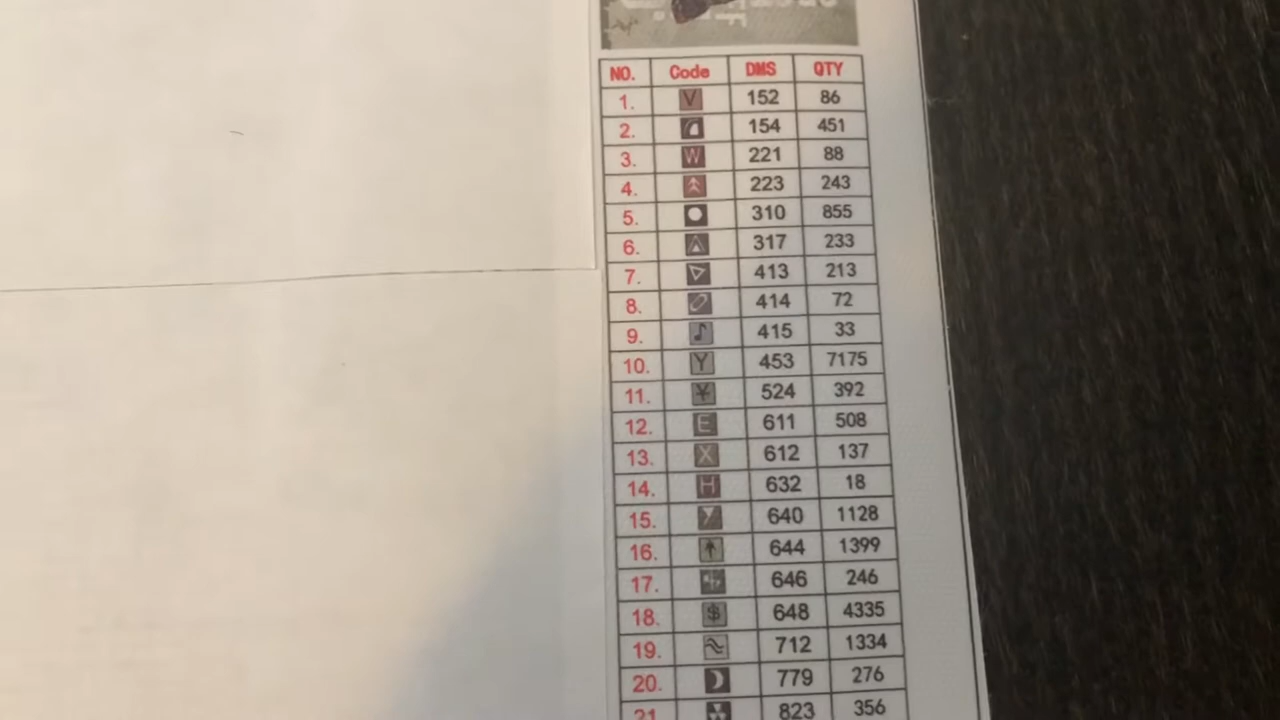 NO. Code DMS QTY
1. V 152 86
2. 154 451
3. W 221 88
4. 223 243
5. 310 855
6. 317 233
7. 413 213
8. 414 72
9. 415 33
10. Y 453 7175
11. ¥ 524 392
12. E 611 508
13. X 612 137
14. H 632 18
15. 640 1128
16. 644 1399
17. 646 246
18. $ 648 4335
19. 712 1334
20. 779 276
21. 823 356